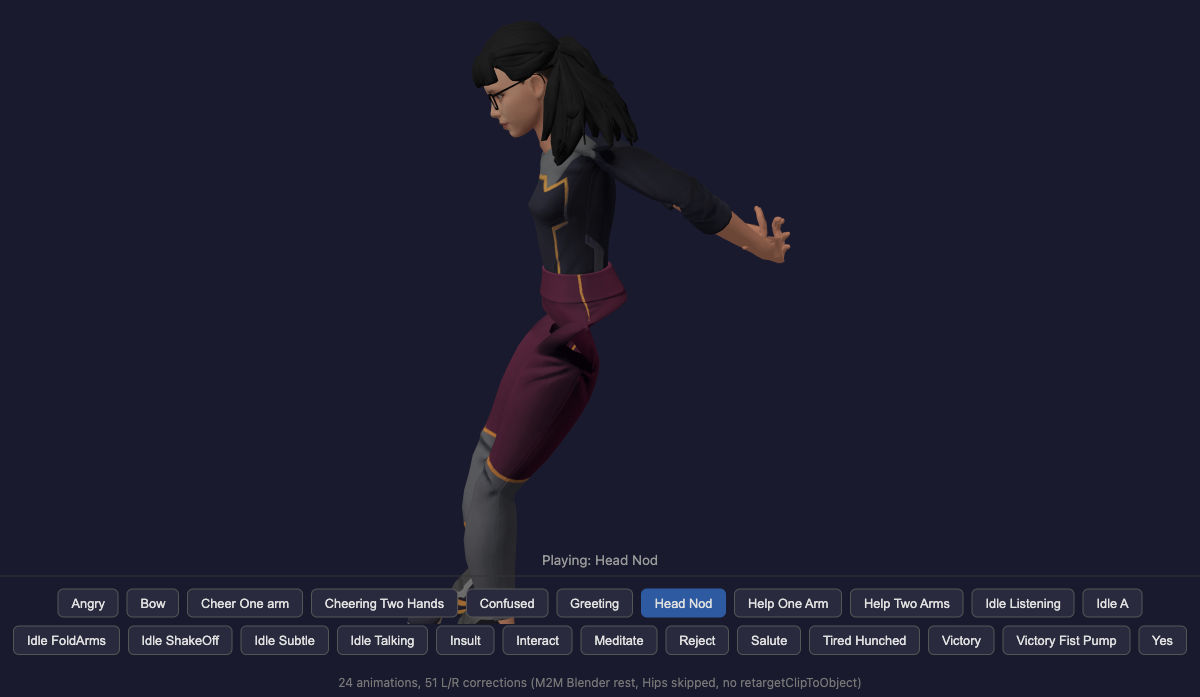 Playing: Head Nod
Angry Bow Cheer One arm Cheering Two Hands Confused Greeting Head Nod Help One Arm Help Two Arms Idle Listening Idle A
Idle FoldArms Idle ShakeOff Idle Subtle Idle Talking Insult Interact Meditate Reject Salute Tired Hunched Victory Victory Fist Pump Yes
24 animations, 51 L/R corrections (M2M Blender rest, Hips skipped, no retargetClipToObject)